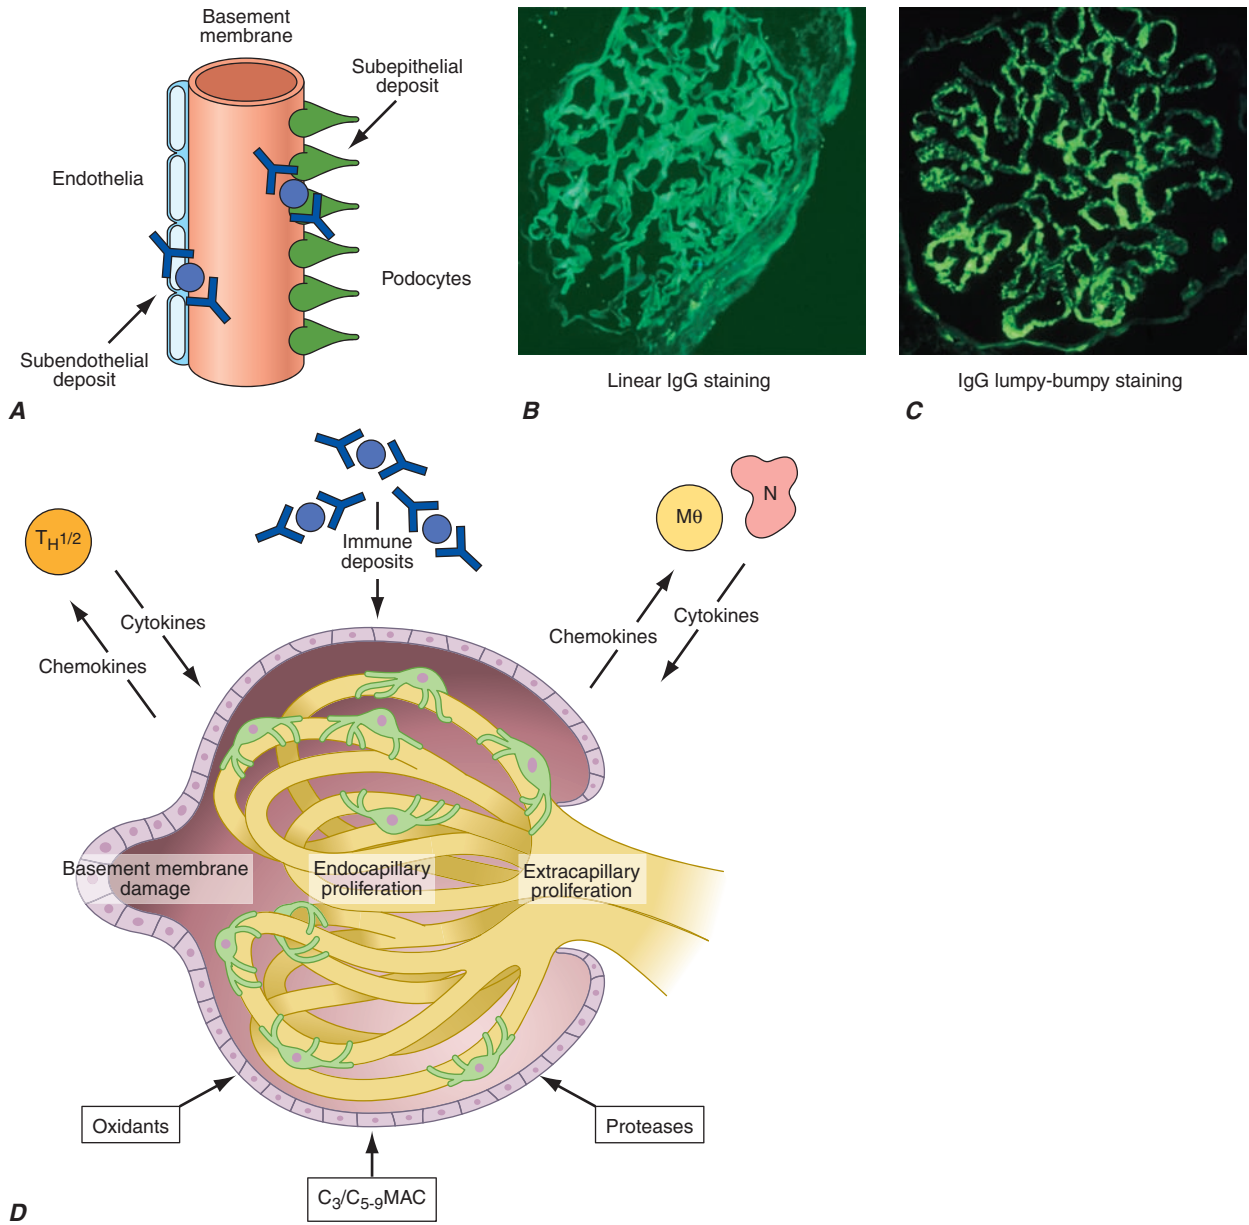 Basement
membrane
Subepithelial
deposit
Endothelia
Podocytes
Subendothelial
deposit
A
Linear IgG staining
B
IgG lumpy-bumpy staining
C
TH1/2
Chemokines
Cytokines
Immune
deposits
Mθ
N
Chemokines
Cytokines
Basement membrane
damage
Endocapillary
proliferation
Extracapillary
proliferation
Oxidants
C3/C5-9MAC
Proteases
D